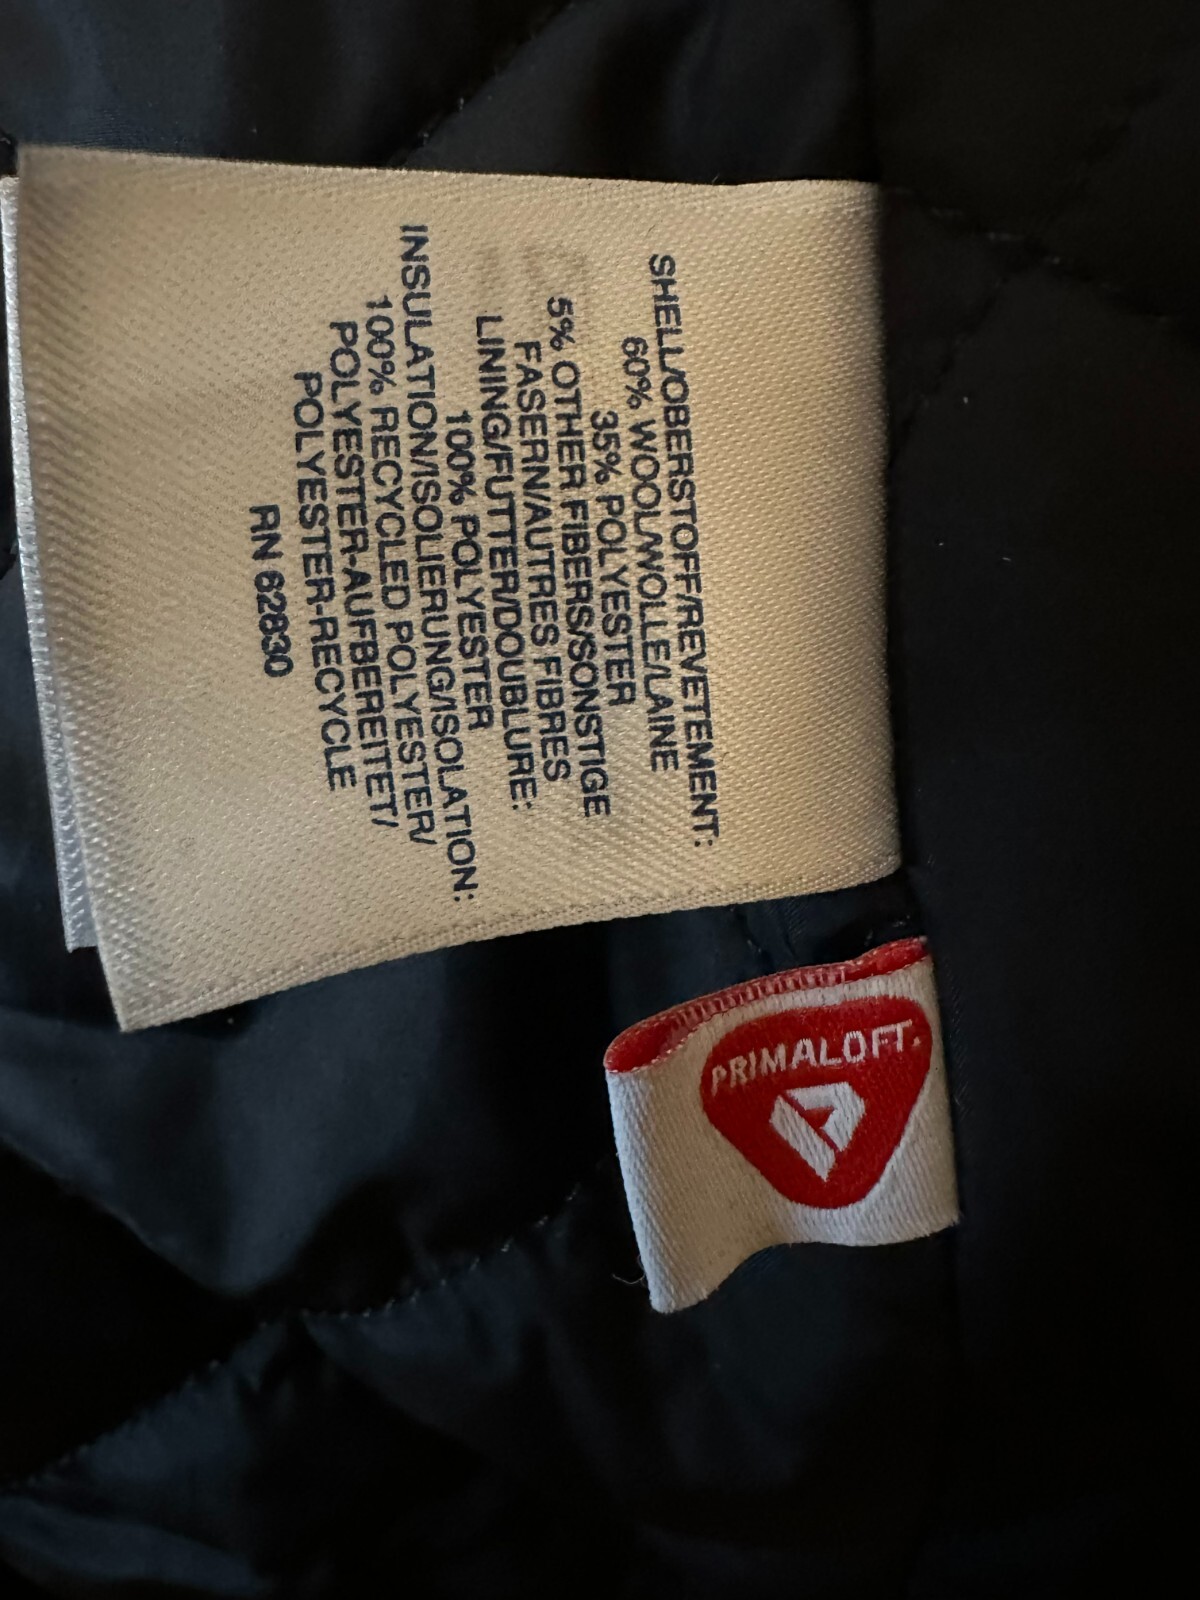 SHELL/OBERSTOFF/REVETEMENT:
60% WOOL/WOLLE/LAINE
35% POLYESTER
5% OTHER FIBERS/SONSTIGE
FASERN/AUTRES FIBRES
LINING/FUTTER/DOUBLURE:
100% POLYESTER
INSULATION/ISOLIERUNG/ISOLATION:
100% RECYCLED POLYESTER/
POLYESTER-AUFBEREITET/
POLYESTER-RECYCLE
RN 62830
PRIMALOFT.